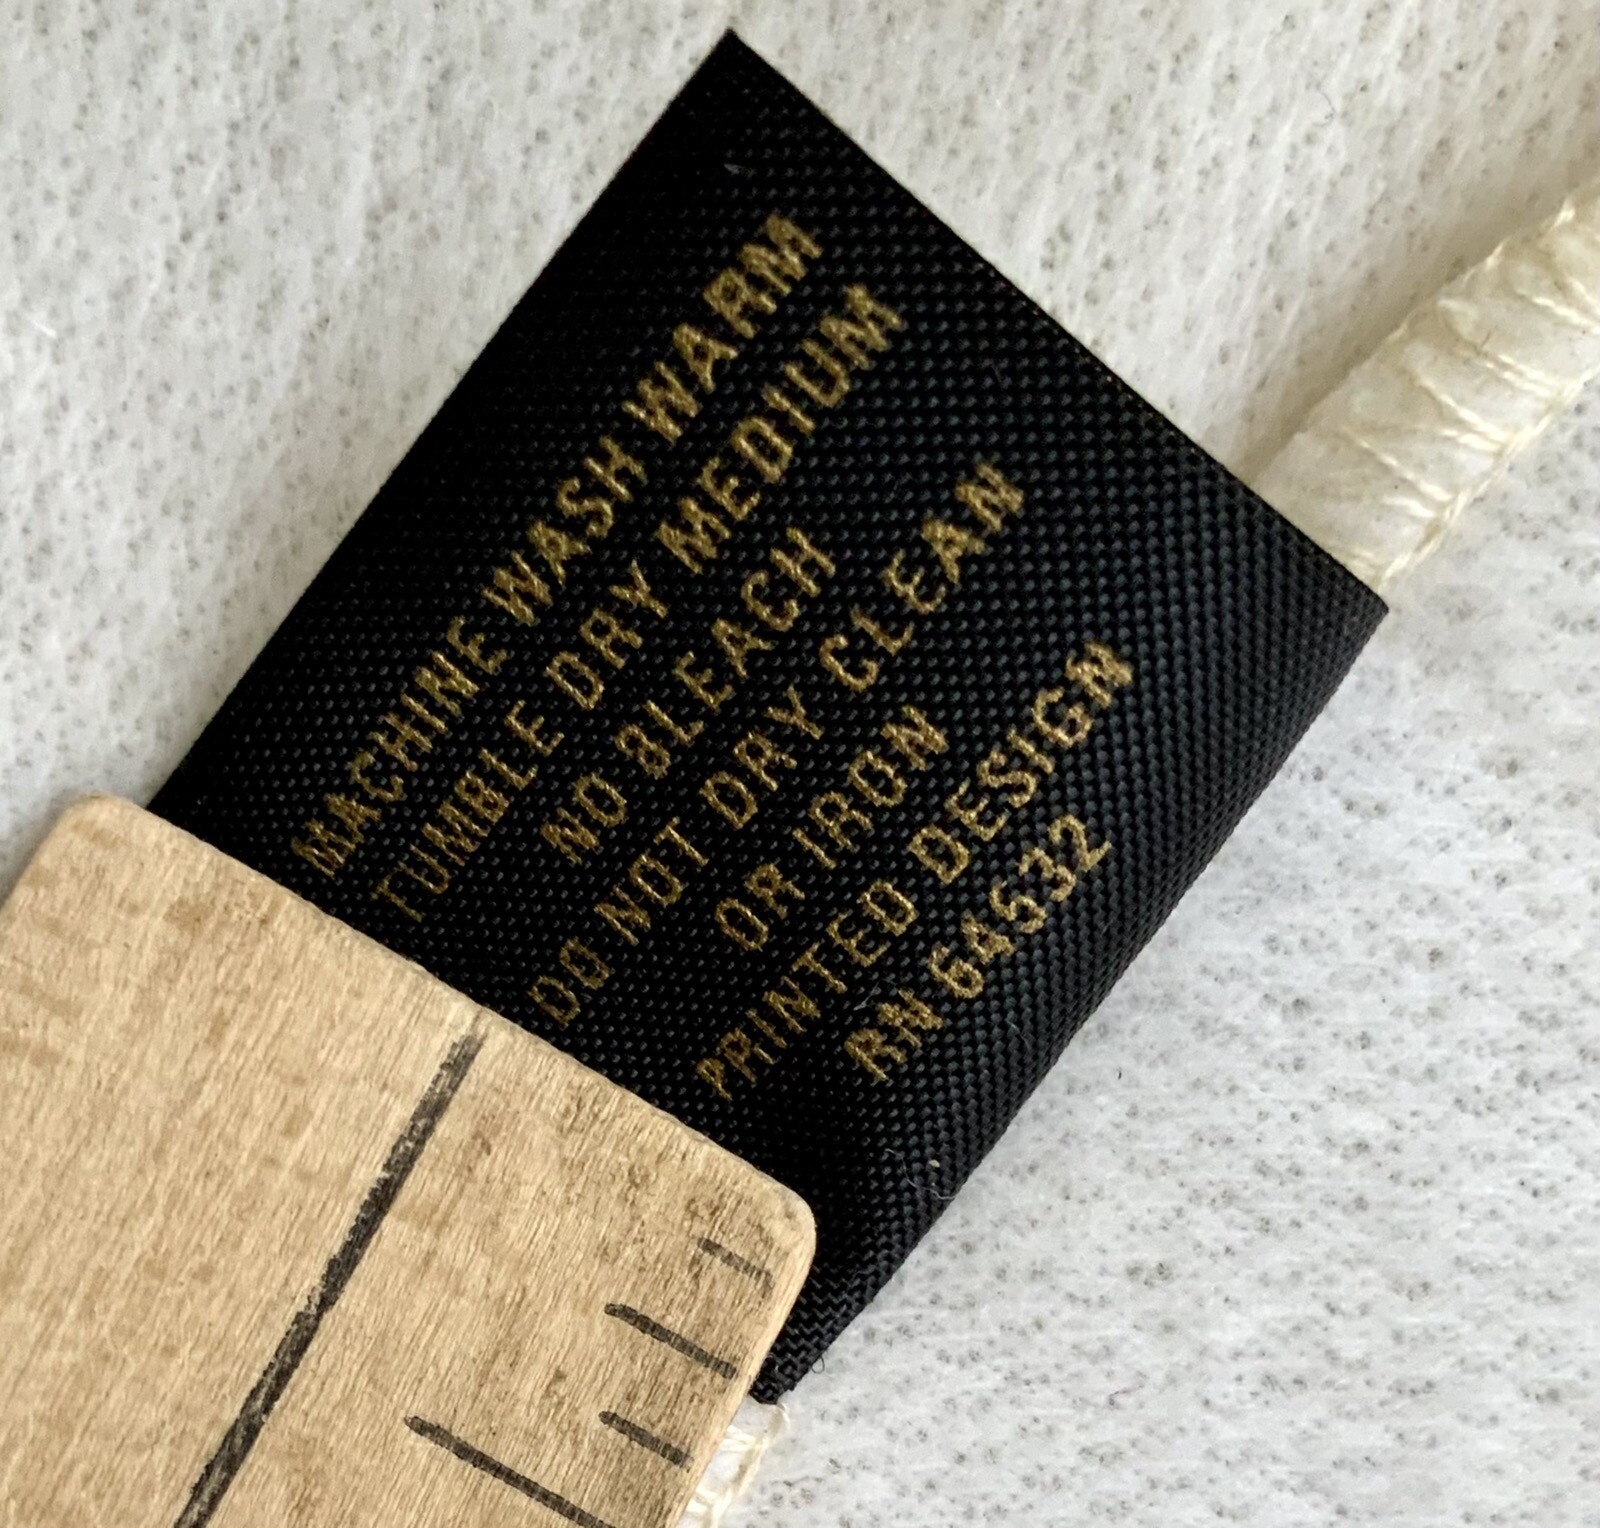 MACHINE WASH WARM
TUMBLE DRY MEDIUM
NO BLEACH
DO NOT DRY CLEAN
OR IRON
PRINTED DESIGN
RN 64532